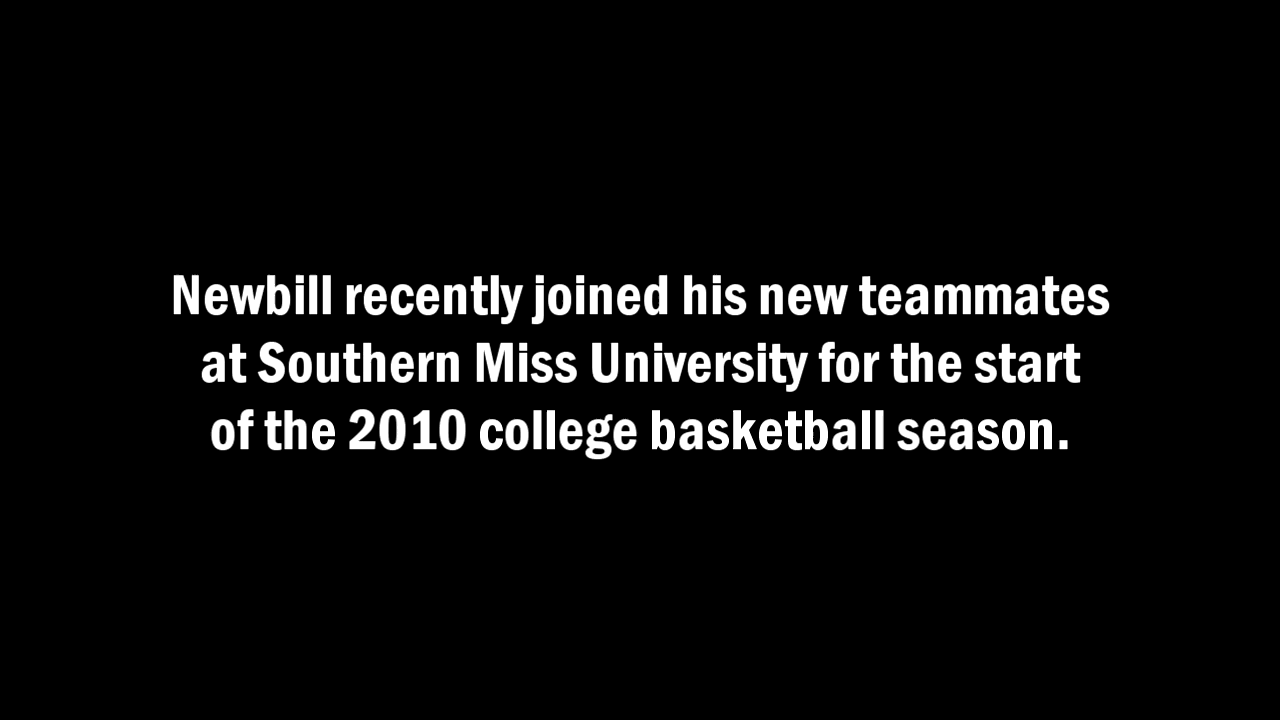 Newbill recently joined his new teammates
at Southern Miss University for the start
of the 2010 college basketball season.